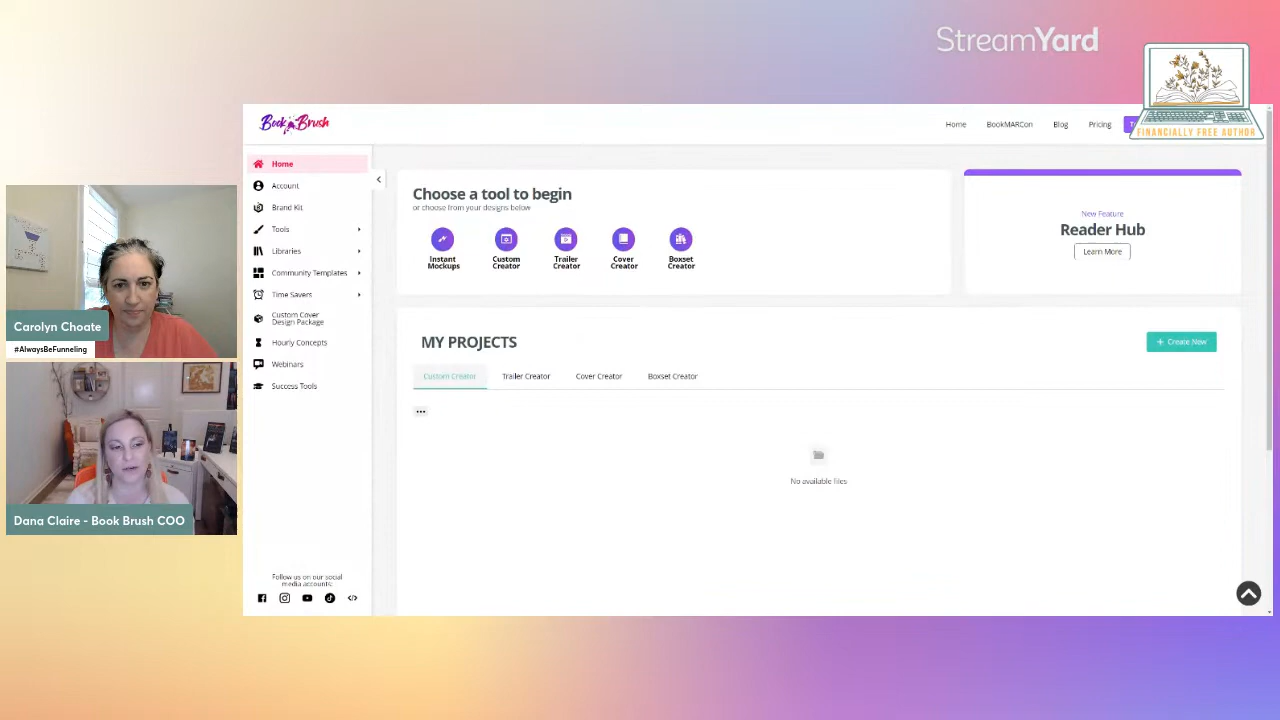 StreamYard
FINANCIALLY FREE AUTHOR
Book Brush
Home
BookMARCon
Blog
Pricing
Home
Account
Brand Kit
Tools
Libraries
Community Templates
Time Savers
Custom Cover
Design Package
Hourly Concepts
Webinars
Success Tools
Follow us on our social
media accounts:
Choose a tool to begin
or choose from your designs below
Instant
Mockups
Custom
Creator
Trailer
Creator
Cover
Creator
Boxset
Creator
New Feature
Reader Hub
Learn More
MY PROJECTS
+ Create New
Custom Creator
Trailer Creator
Cover Creator
Boxset Creator
No available files
Carolyn Choate
#AlwaysBeFunneling
Dana Claire - Book Brush COO